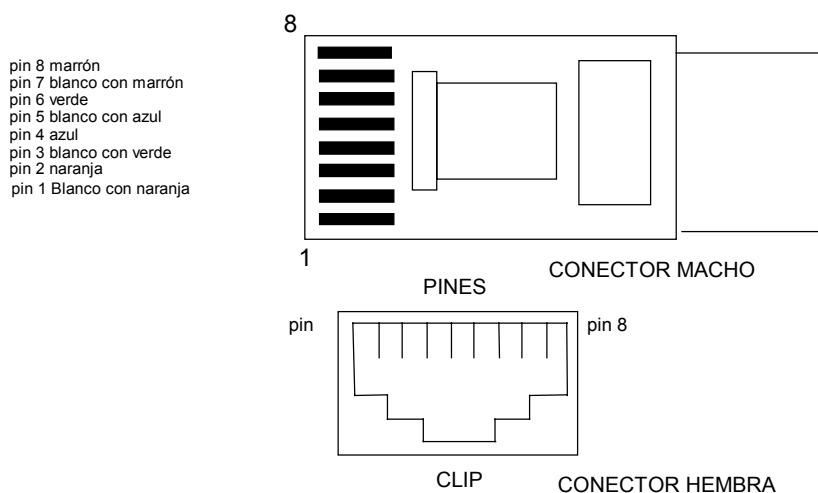 8
pin 8 marrón
pin 7 blanco con marrón
pin 6 verde
pin 5 blanco con azul
pin 4 azul
pin 3 blanco con verde
pin 2 naranja
pin 1 Blanco con naranja
1
CONECTOR MACHO
PINES
pin
pin 8
CLIP
CONECTOR HEMBRA